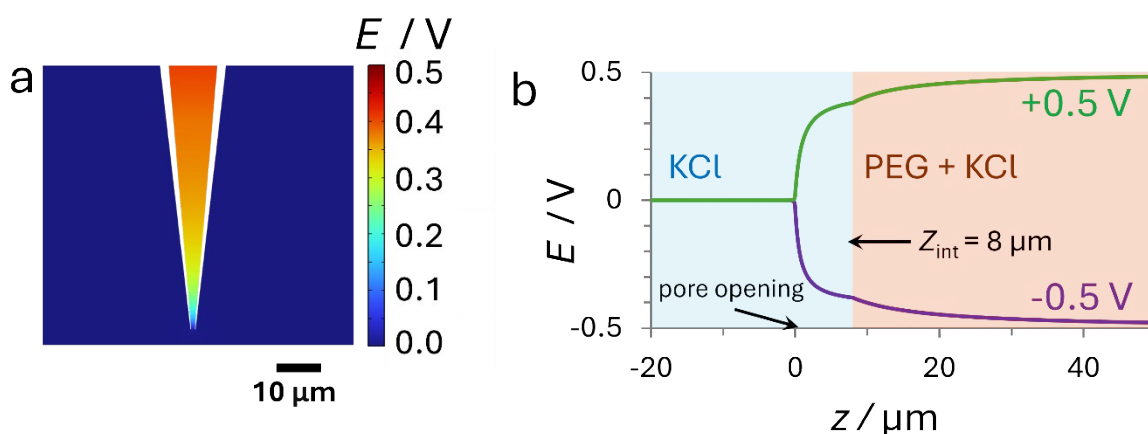 a
E / V
0.5
0.4
0.3
0.2
0.1
0.0
10 µm
b
E / V
0.5
0
-0.5
KCl
PEG + KCl
+0.5 V
Zint = 8 µm
pore opening
-0.5 V
-20
0
20
40
z / µm